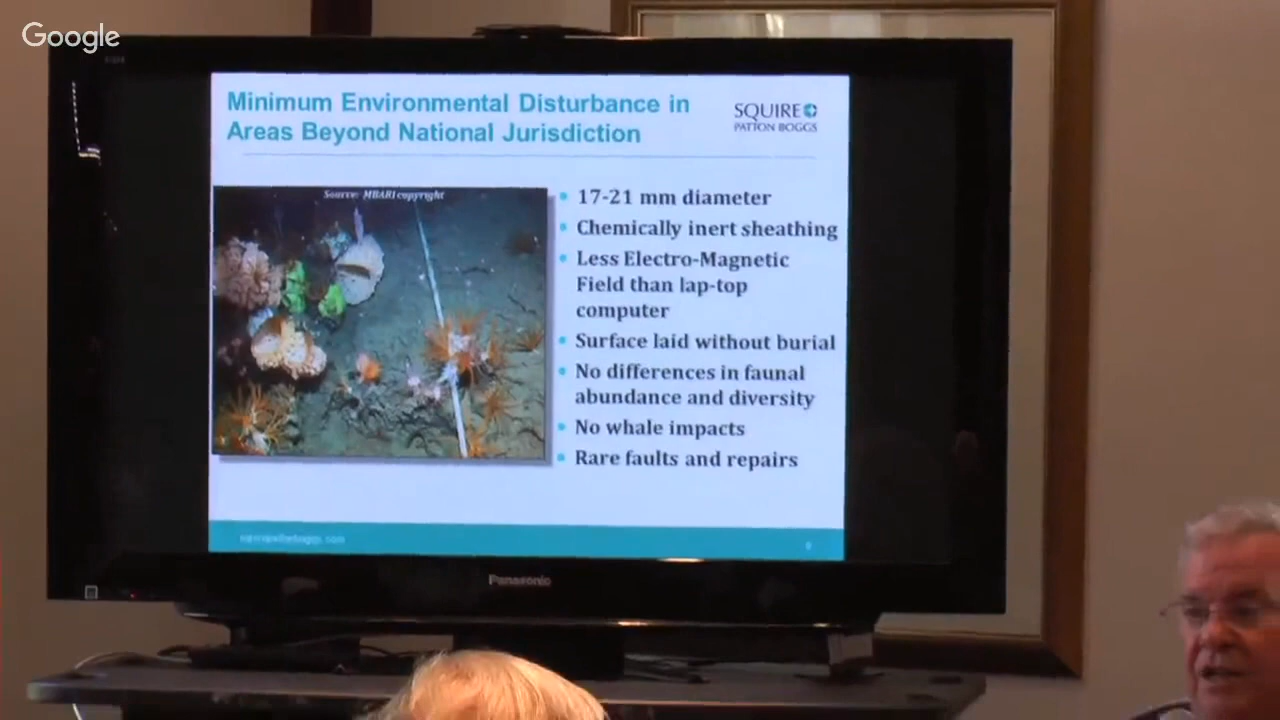 Google
Minimum Environmental Disturbance in
Areas Beyond National Jurisdiction
SQUIRE
PATTON BOGGS
Source: MBARI copyright
• 17-21 mm diameter
• Chemically inert sheathing
• Less Electro-Magnetic
Field than lap-top
computer
• Surface laid without burial
• No differences in faunal
abundance and diversity
• No whale impacts
• Rare faults and repairs
Panasonic